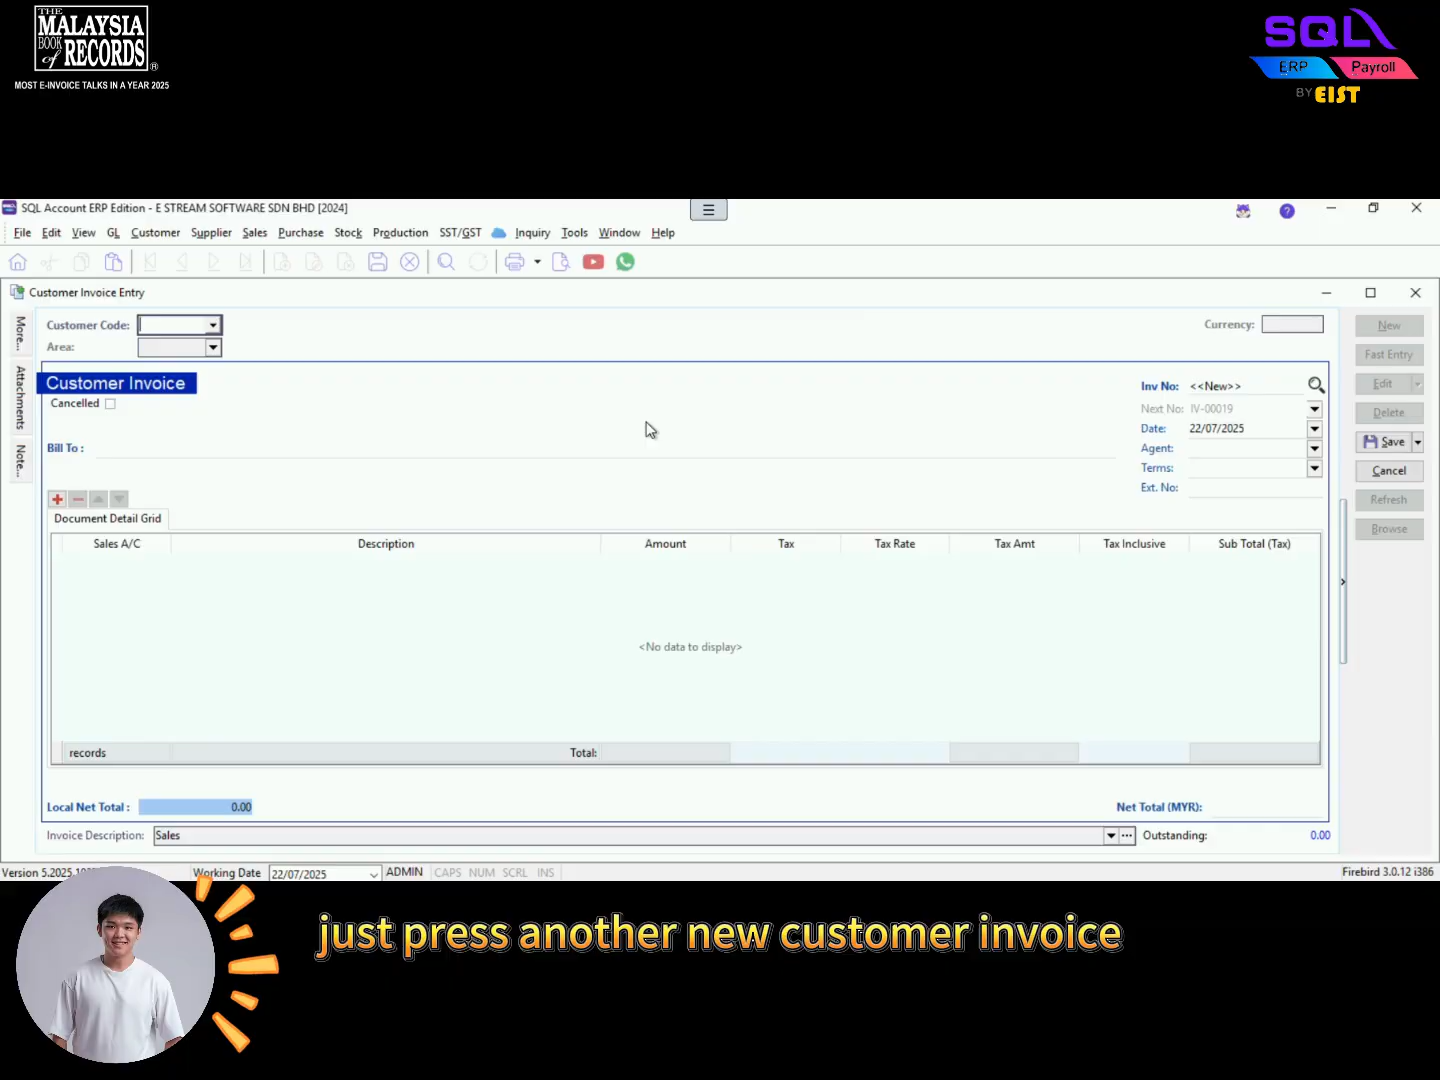 THE
MALAYSIA
BOOK
of RECORDS®
MOST E-INVOICE TALKS IN A YEAR 2025
SQL
ERP Payroll
BY EIST
SQL Account ERP Edition - E STREAM SOFTWARE SDN BHD [2024]
File Edit View GL Customer Supplier Sales Purchase Stock Production SST/GST Inquiry Tools Window Help
Customer Invoice Entry
More...
Attachments
Note...
Customer Code:
Currency:
Area:
Customer Invoice
Cancelled
Inv No: <<New>>
Next No: IV-00019
Date: 22/07/2025
Bill To :
Agent:
Terms:
Ext. No:
New
Fast Entry
Edit
Delete
Save
Cancel
Refresh
Browse
Document Detail Grid
Sales A/C Description Amount Tax Tax Rate Tax Amt Tax Inclusive Sub Total (Tax)
<No data to display>
records Total:
Local Net Total : 0.00
Net Total (MYR):
Invoice Description: Sales
Outstanding: 0.00
Version 5.2025. Working Date 22/07/2025 ADMIN CAPS NUM SCRL INS Firebird 3.0.12 i386
just press another new customer invoice